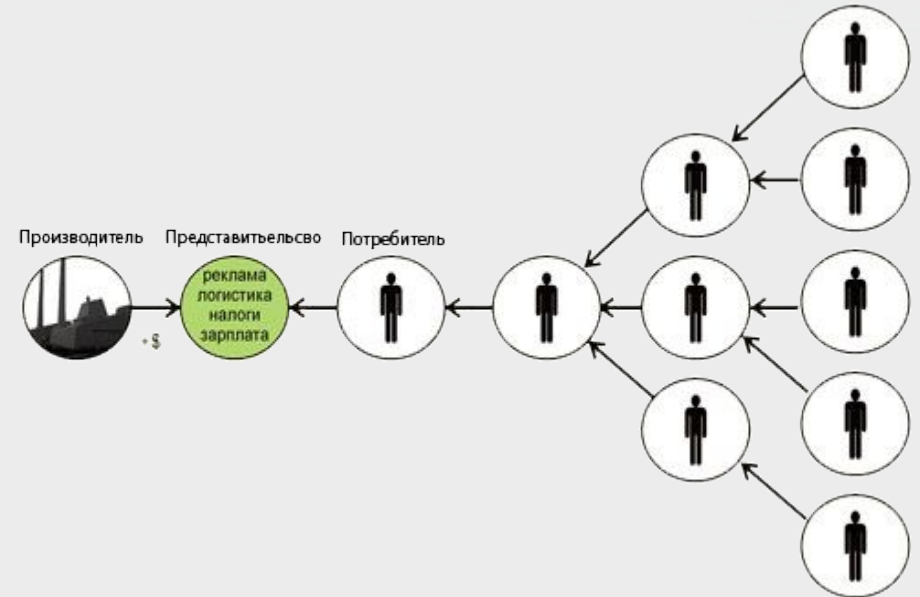 Производитель
Представитьельсво
Потребитель
реклама
логистика
налоги
зарплата
+$